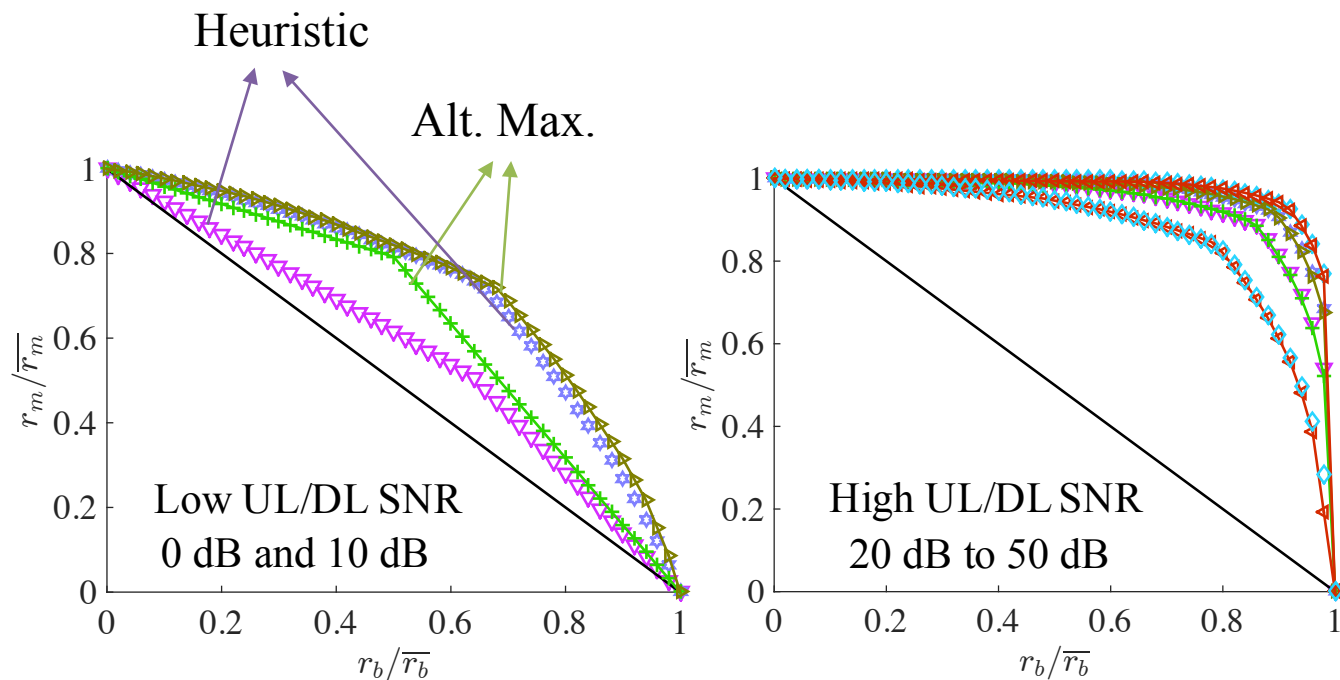 Heuristic
Alt. Max.
1
0.8
0.6
0.4
0.2
0
r_m/\overline{r_m}
Low UL/DL SNR
0 dB and 10 dB
0 0.2 0.4 0.6 0.8 1
r_b/\overline{r_b}
1
0.8
0.6
0.4
0.2
0
r_m/\overline{r_m}
High UL/DL SNR
20 dB to 50 dB
0 0.2 0.4 0.6 0.8 1
r_b/\overline{r_b}